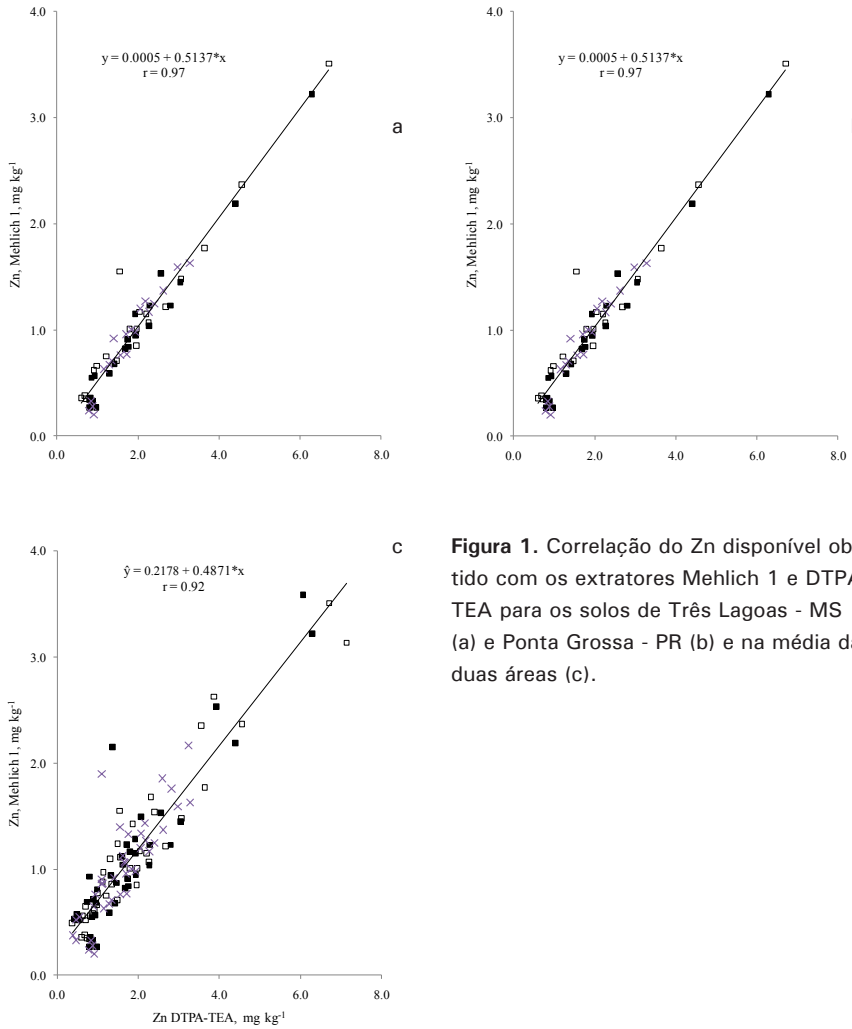 4.0
y = 0.0005 + 0.5137*x
r = 0.97
3.0
a
2.0
1.0
0.0
0.0 2.0 4.0 6.0 8.0
Zn, Mehlich 1, mg kg-1
4.0
y = 0.0005 + 0.5137*x
r = 0.97
3.0
2.0
1.0
0.0
0.0 2.0 4.0 6.0 8.0
Zn, Mehlich 1, mg kg-1
4.0
c
ŷ = 0.2178 + 0.4871*x
r = 0.92
3.0
2.0
1.0
0.0
0.0 2.0 4.0 6.0 8.0
Zn, Mehlich 1, mg kg-1
Zn DTPA-TEA, mg kg-1
Figura 1. Correlação do Zn disponível ob
tido com os extratores Mehlich 1 e DTPA
TEA para os solos de Três Lagoas - MS
(a) e Ponta Grossa - PR (b) e na média da
duas áreas (c).